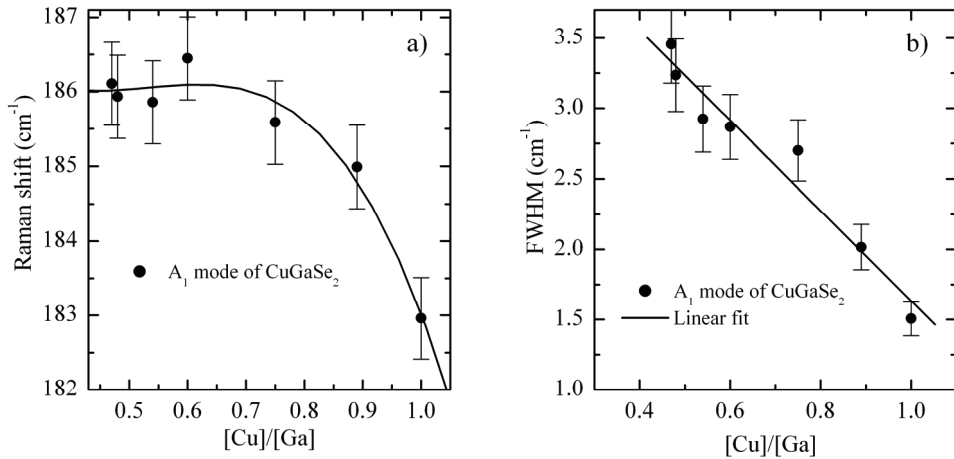 187
186
185
184
183
182
Raman shift (cm⁻¹)
a)
A₁ mode of CuGaSe₂
0.5 0.6 0.7 0.8 0.9 1.0
[Cu]/[Ga]
3.5
3.0
2.5
2.0
1.5
1.0
FWHM (cm⁻¹)
b)
A₁ mode of CuGaSe₂
Linear fit
0.4 0.6 0.8 1.0
[Cu]/[Ga]